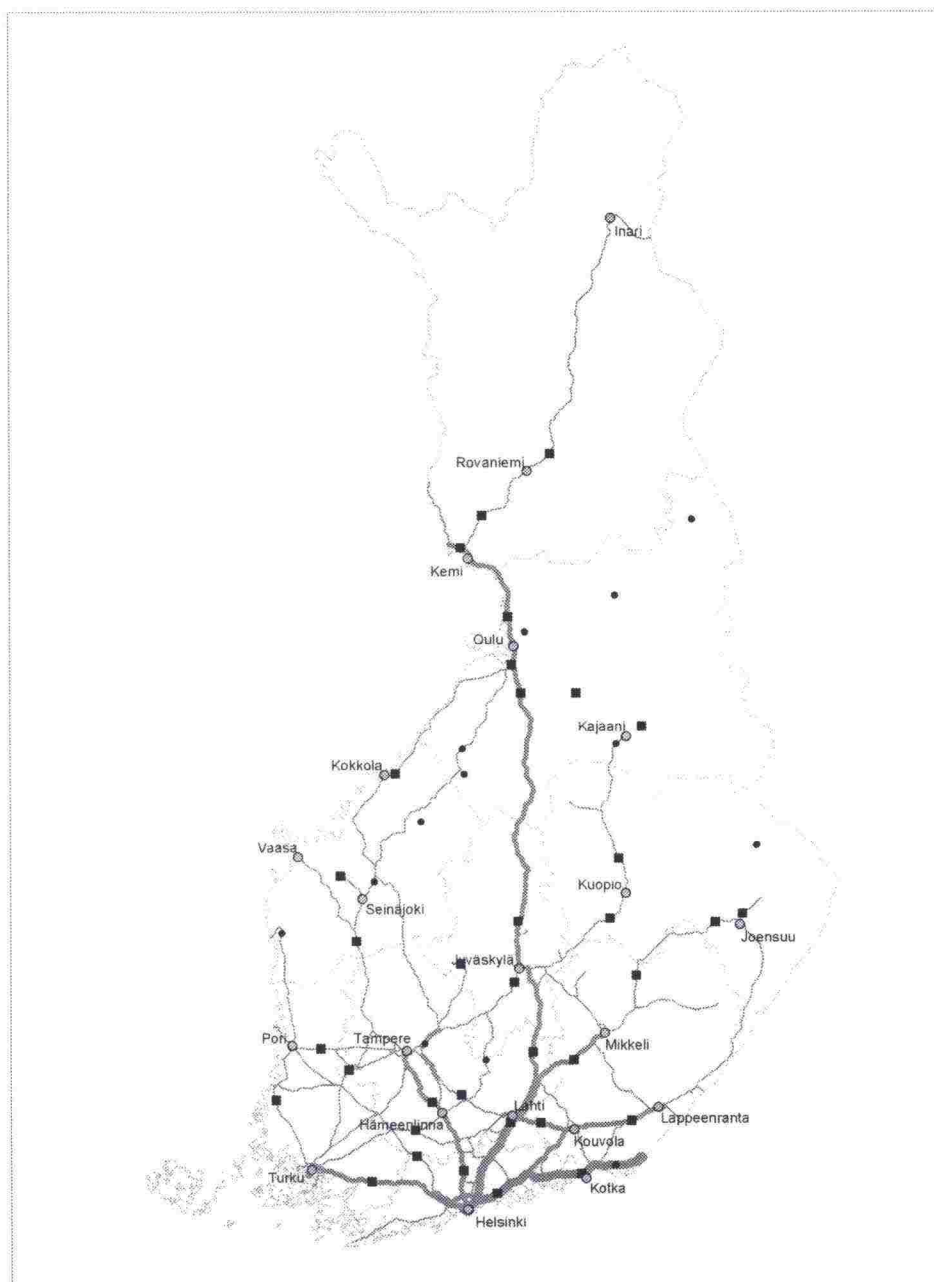 Inari
Rovaniemi
Kemi
Oulu
Kajaani
Kokkola
Vaasa
Kuopio
Seinäjoki
Joensuu
Jyväskylä
Pori
Tampere
Mikkeli
Lahti
Lappeenranta
Hämeenlinna
Kouvola
Turku
Kotka
Helsinki